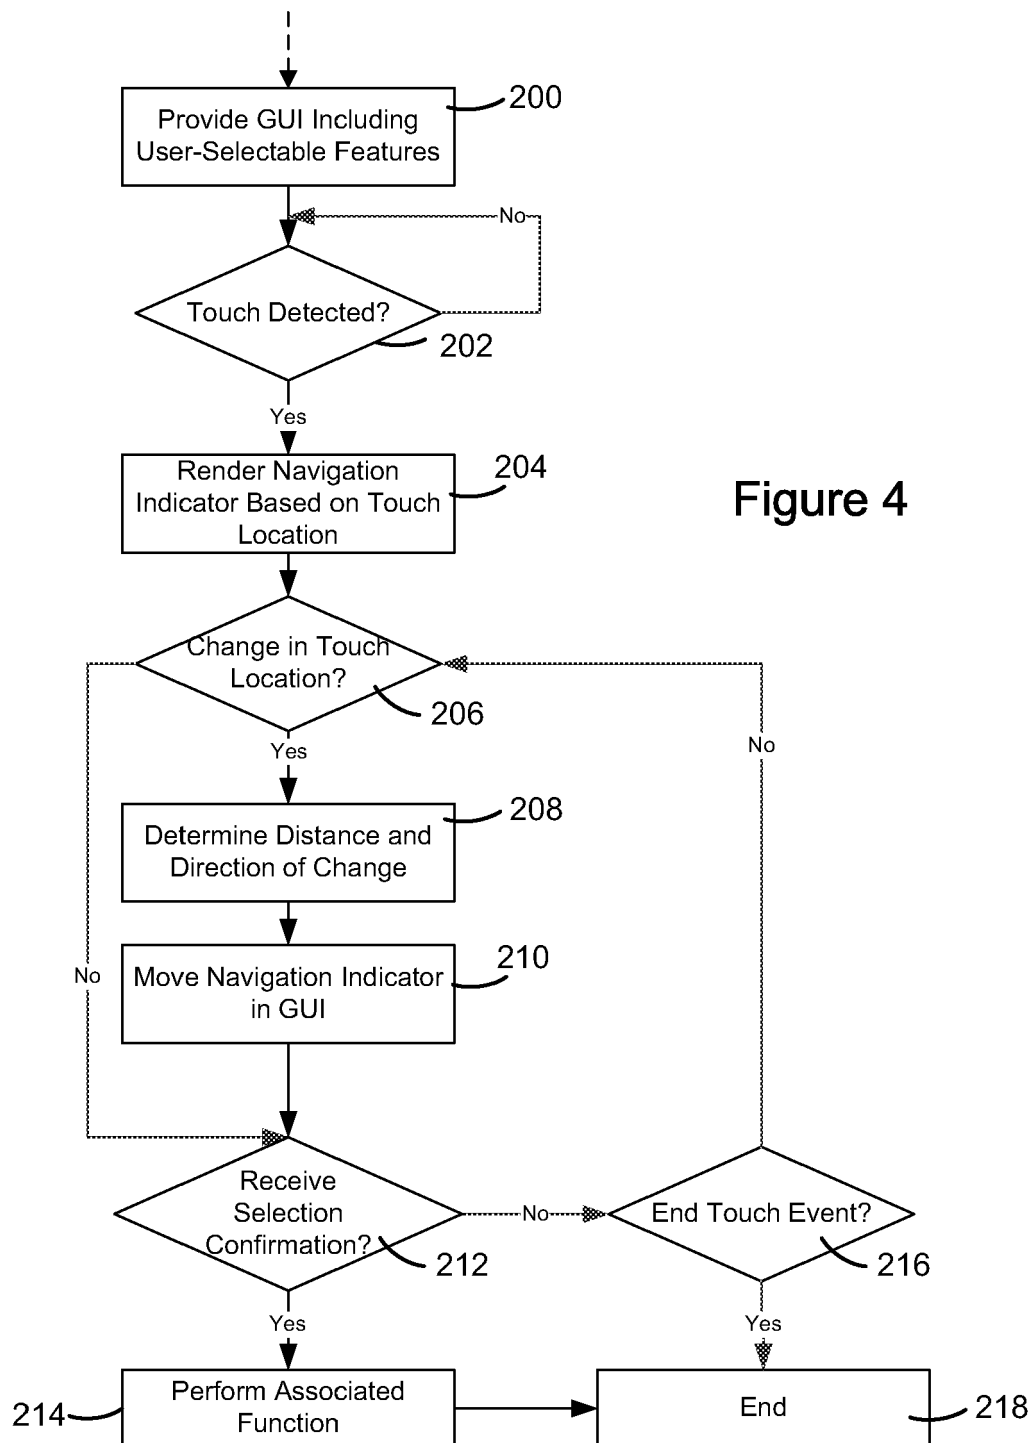 200
Provide GUI Including
User-Selectable Features
No
Touch Detected?
202
Yes
204
Render Navigation
Indicator Based on Touch
Location
Figure 4
Change in Touch
Location?
206
No
Yes
208
Determine Distance and
Direction of Change
210
No
Move Navigation Indicator
in GUI
Receive
Selection
Confirmation?
No
End Touch Event?
212
216
Yes
Yes
Perform Associated
Function
214
End
218